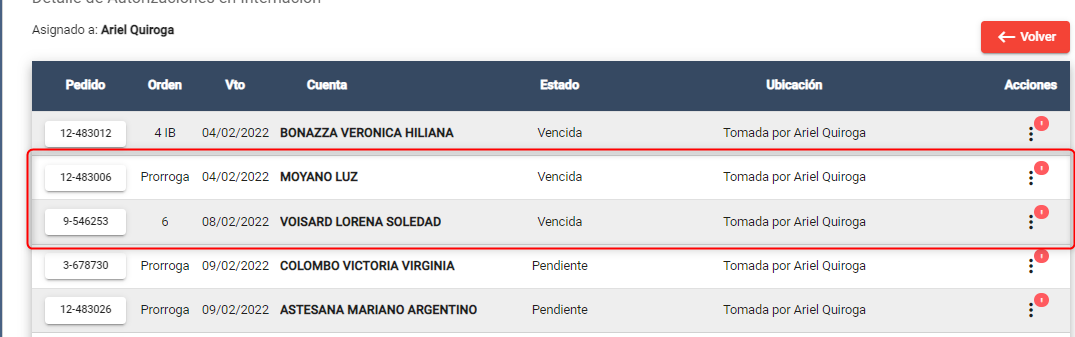 Detalle de Autorizaciones en Internación
Asignado a: Ariel Quiroga
← Volver
Pedido Orden Vto Cuenta Estado Ubicación Acciones
12-483012 4 IB 04/02/2022 BONAZZA VERONICA HILIANA Vencida Tomada por Ariel Quiroga
12-483006 Prorroga 04/02/2022 MOYANO LUZ Vencida Tomada por Ariel Quiroga
9-546253 6 08/02/2022 VOISARD LORENA SOLEDAD Vencida Tomada por Ariel Quiroga
3-678730 Prorroga 09/02/2022 COLOMBO VICTORIA VIRGINIA Pendiente Tomada por Ariel Quiroga
12-483026 Prorroga 09/02/2022 ASTESANA MARIANO ARGENTINO Pendiente Tomada por Ariel Quiroga